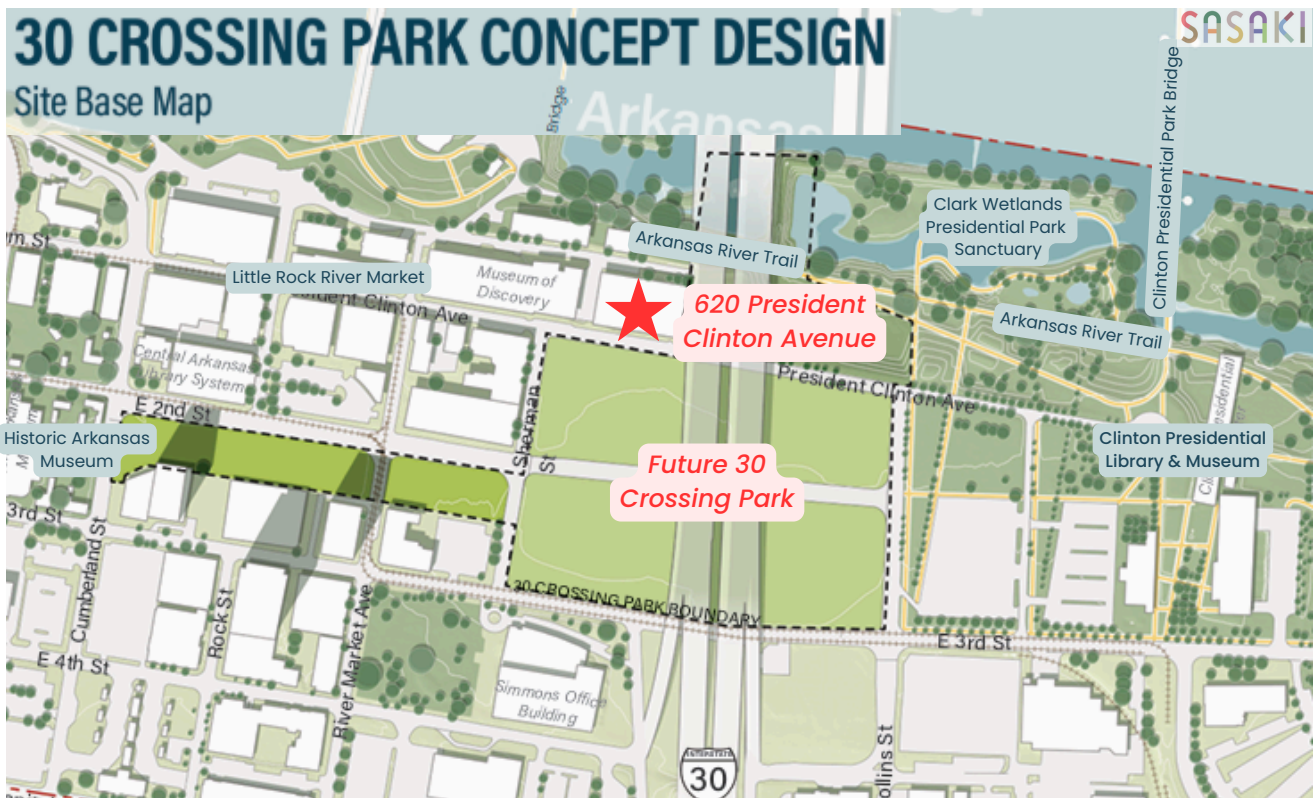 30 CROSSING PARK CONCEPT DESIGN
Site Base Map
SASAKI
Bridge
Arkansas
Clinton Presidential Park Bridge
Clark Wetlands
Presidential Park
Sanctuary
Arkansas River Trail
Arkansas River Trail
Little Rock River Market
Museum of
Discovery
620 President
Clinton Avenue
Clinton Ave
President Clinton Ave
Central Arkansas
Library System
E 2nd St
Sherman
St
Historic Arkansas
Museum
Future 30
Crossing Park
Clinton Presidential
Library & Museum
3rd St
Cumberland St
Rock St
River Market Ave
30 CROSSING PARK BOUNDARY
E 3rd St
E 4th St
Simmons Office
Building
INTERSTATE
30